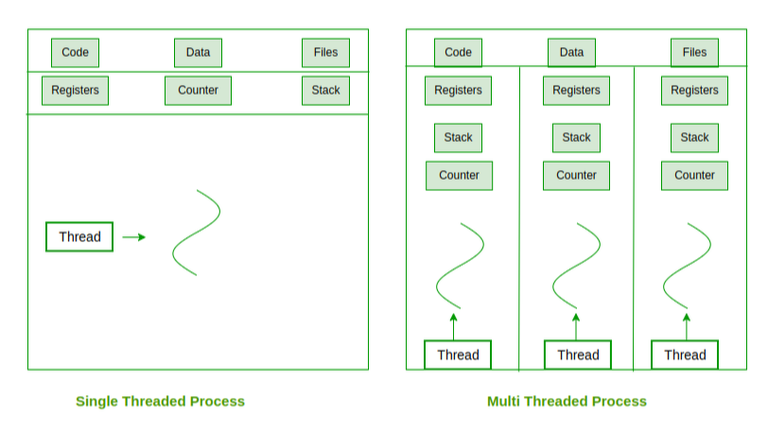 Code Data Files
Registers Counter Stack
Thread
Single Threaded Process
Code Data Files
Registers Registers Registers
Stack Stack Stack
Counter Counter Counter
Thread Thread Thread
Multi Threaded Process